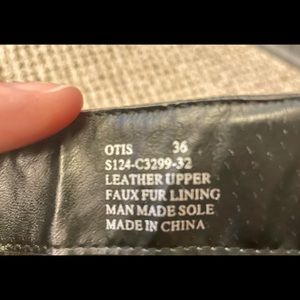 OTIS 36
S124-C3299-32
LEATHER UPPER
FAUX FUR LINING
MAN MADE SOLE
MADE IN CHINA